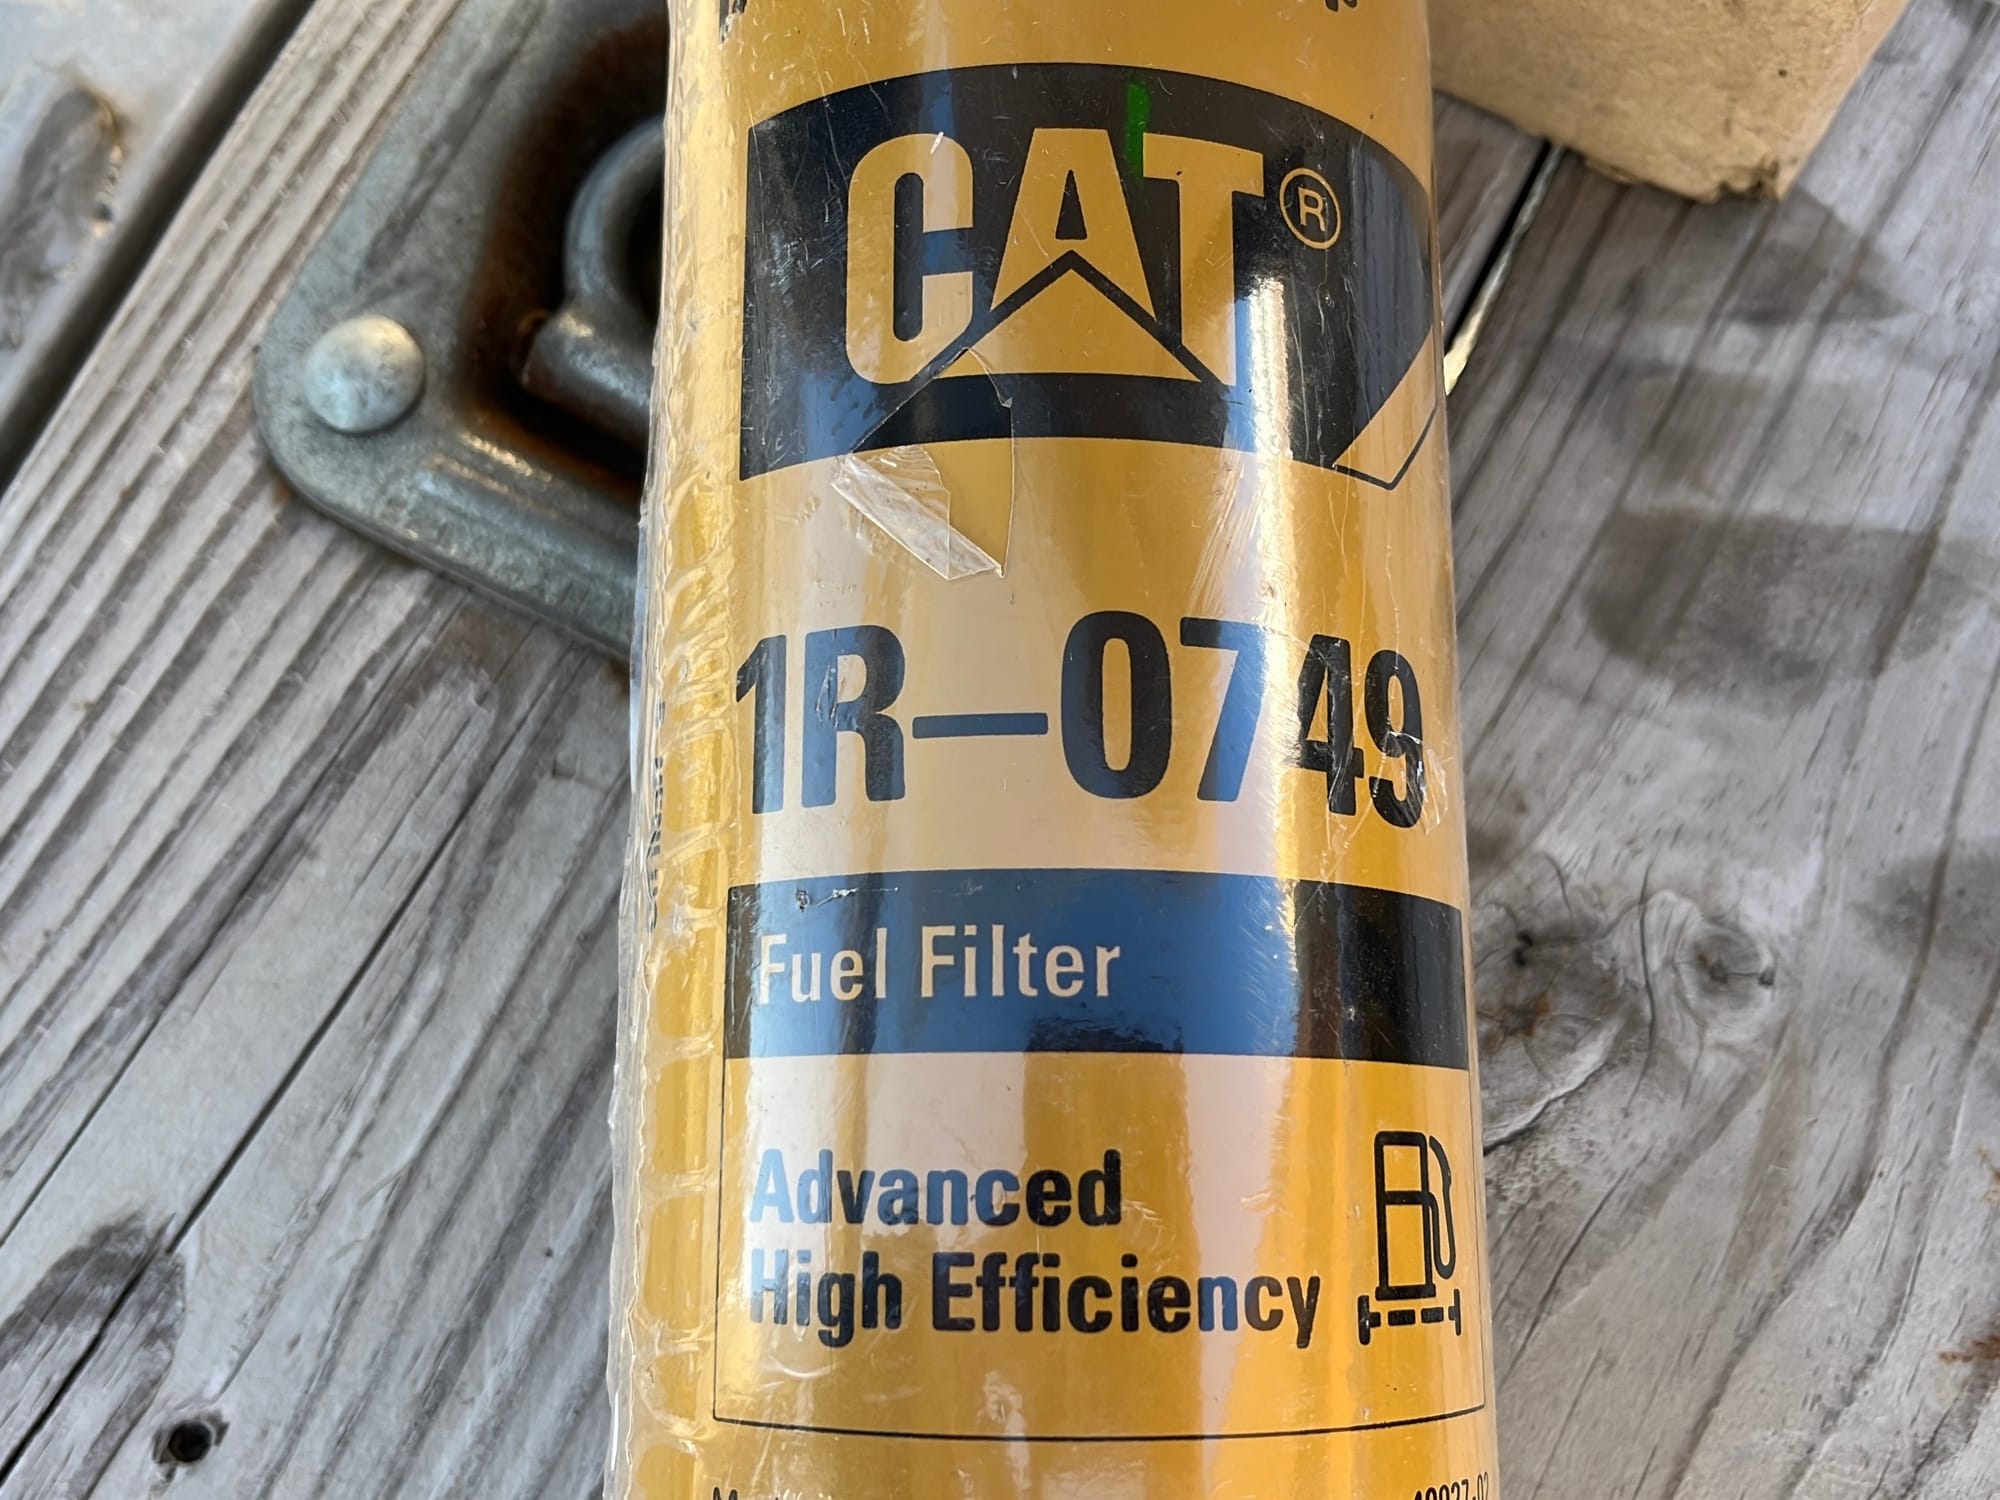 CAT®
1R-0749
Fuel Filter
Advanced
High Efficiency